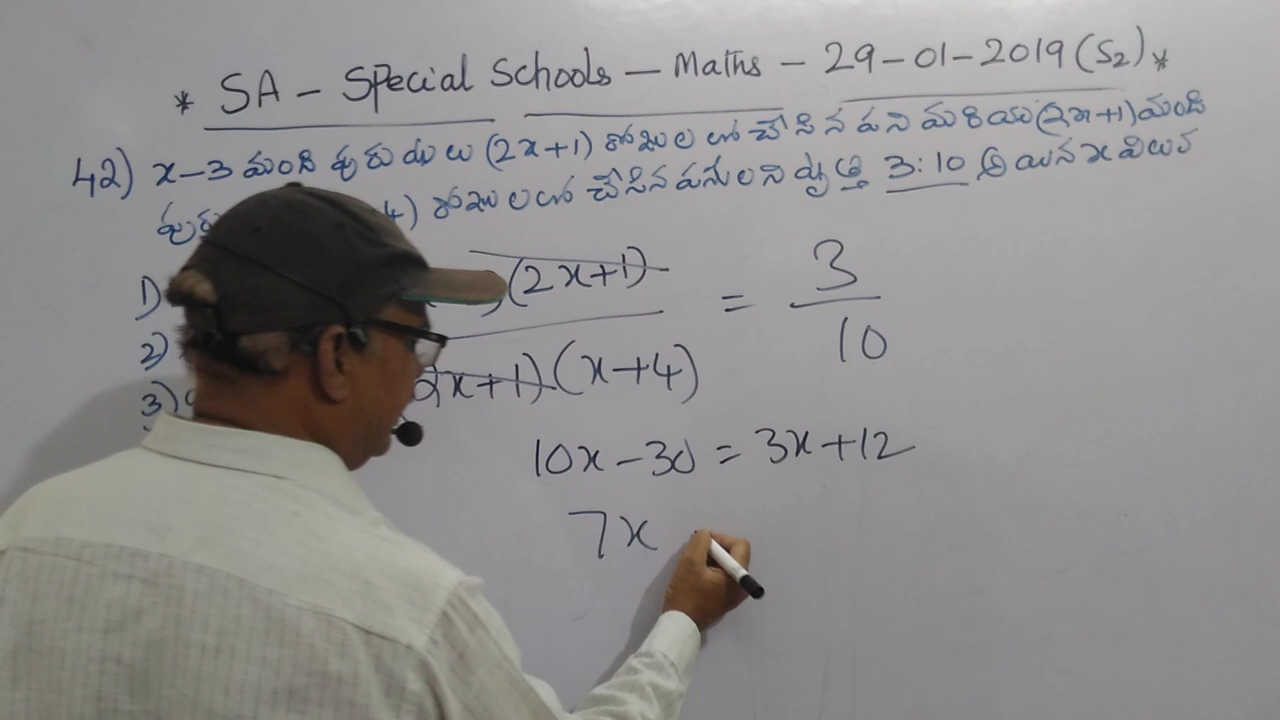 * SA - Special Schools - Maths - 29-01-2019 (S2) *
42) x-3 మంది పురుషులు (2x+1) రోజులలో చేసిన పని మరియు (2x+1) మంది
4) రోజులలో చేసిన పనుల నిష్పత్తి 3:10 అయిన x విలువ
1) (2x+1) = 3
2) 10
3) 2x+1) (x+4)
10x-30 = 3x+12
7x